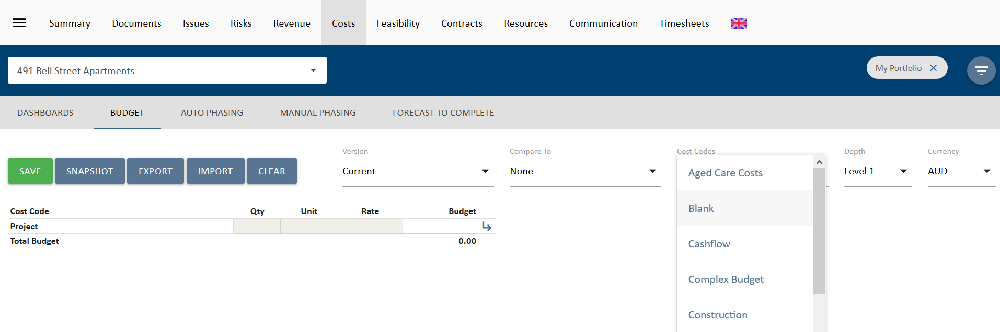 Summary Documents Issues Risks Revenue Costs Feasibility Contracts Resources Communication Timesheets
491 Bell Street Apartments
My Portfolio
DASHBOARDS BUDGET AUTO PHASING MANUAL PHASING FORECAST TO COMPLETE
Version Compare To Cost Codes Depth Currency
SAVE SNAPSHOT EXPORT IMPORT CLEAR Current None Level 1 AUD
Aged Care Costs
Blank
Cashflow
Complex Budget
Construction
Cost Code Qty Unit Rate Budget
Project
Total Budget 0.00